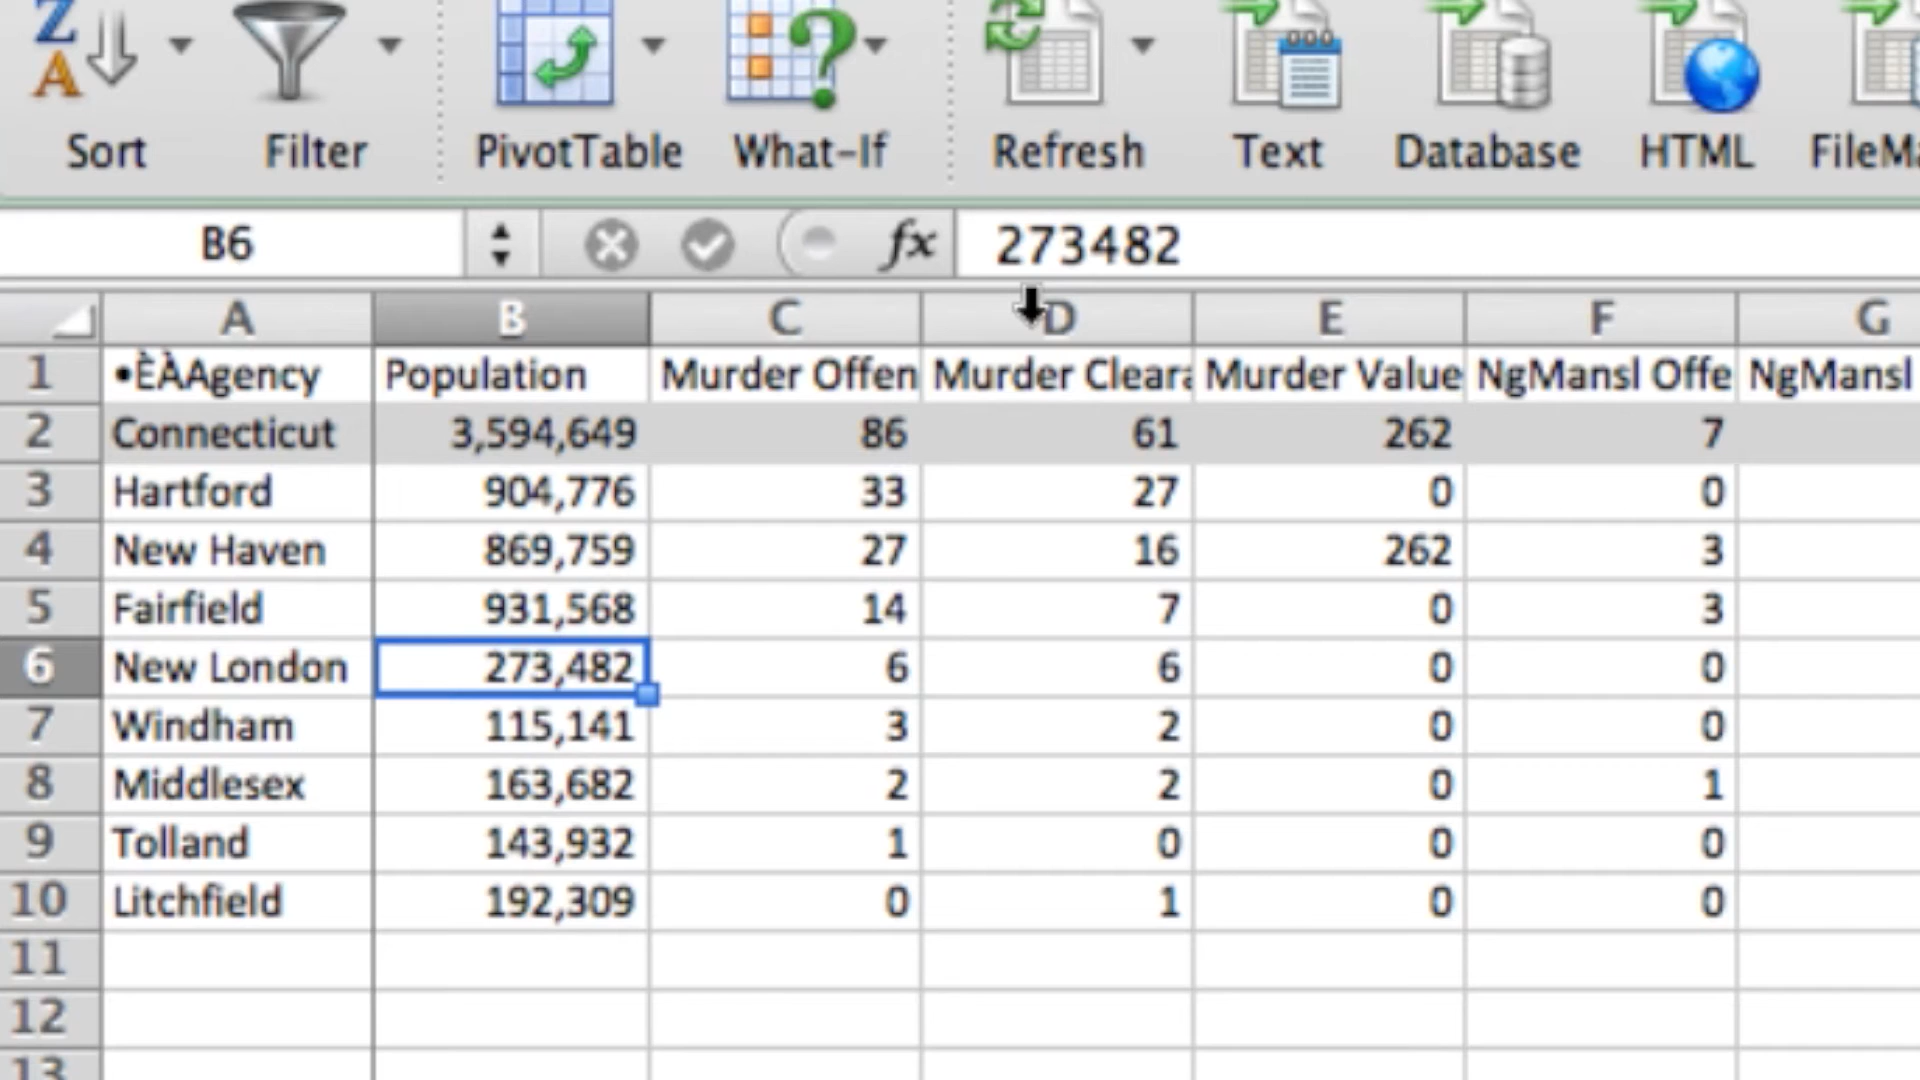 Sort Filter PivotTable What-If Refresh Text Database HTML FileMa
B6 fx 273482
A B C D E F G
1 •ÈÀAgency Population Murder Offen Murder Cleara Murder Value NgMansl Offe NgMansl
2 Connecticut 3,594,649 86 61 262 7
3 Hartford 904,776 33 27 0 0
4 New Haven 869,759 27 16 262 3
5 Fairfield 931,568 14 7 0 3
6 New London 273,482 6 6 0 0
7 Windham 115,141 3 2 0 0
8 Middlesex 163,682 2 2 0 1
9 Tolland 143,932 1 0 0 0
10 Litchfield 192,309 0 1 0 0
11
12
13